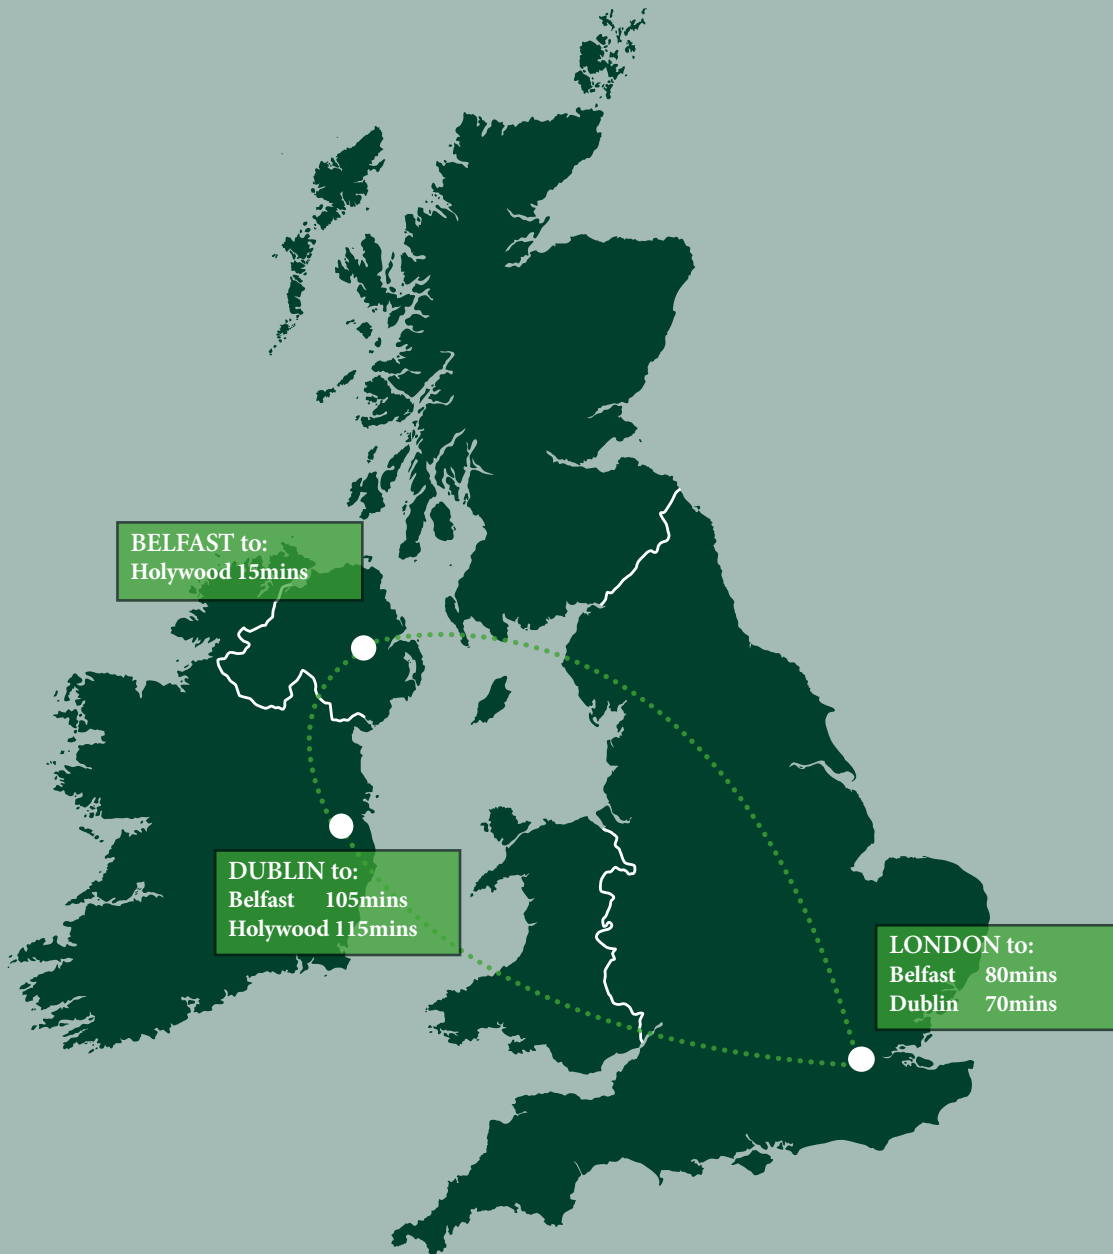 BELFAST to:
Holywood 15mins
DUBLIN to:
Belfast 105mins
Holywood 115mins
LONDON to:
Belfast 80mins
Dublin 70mins